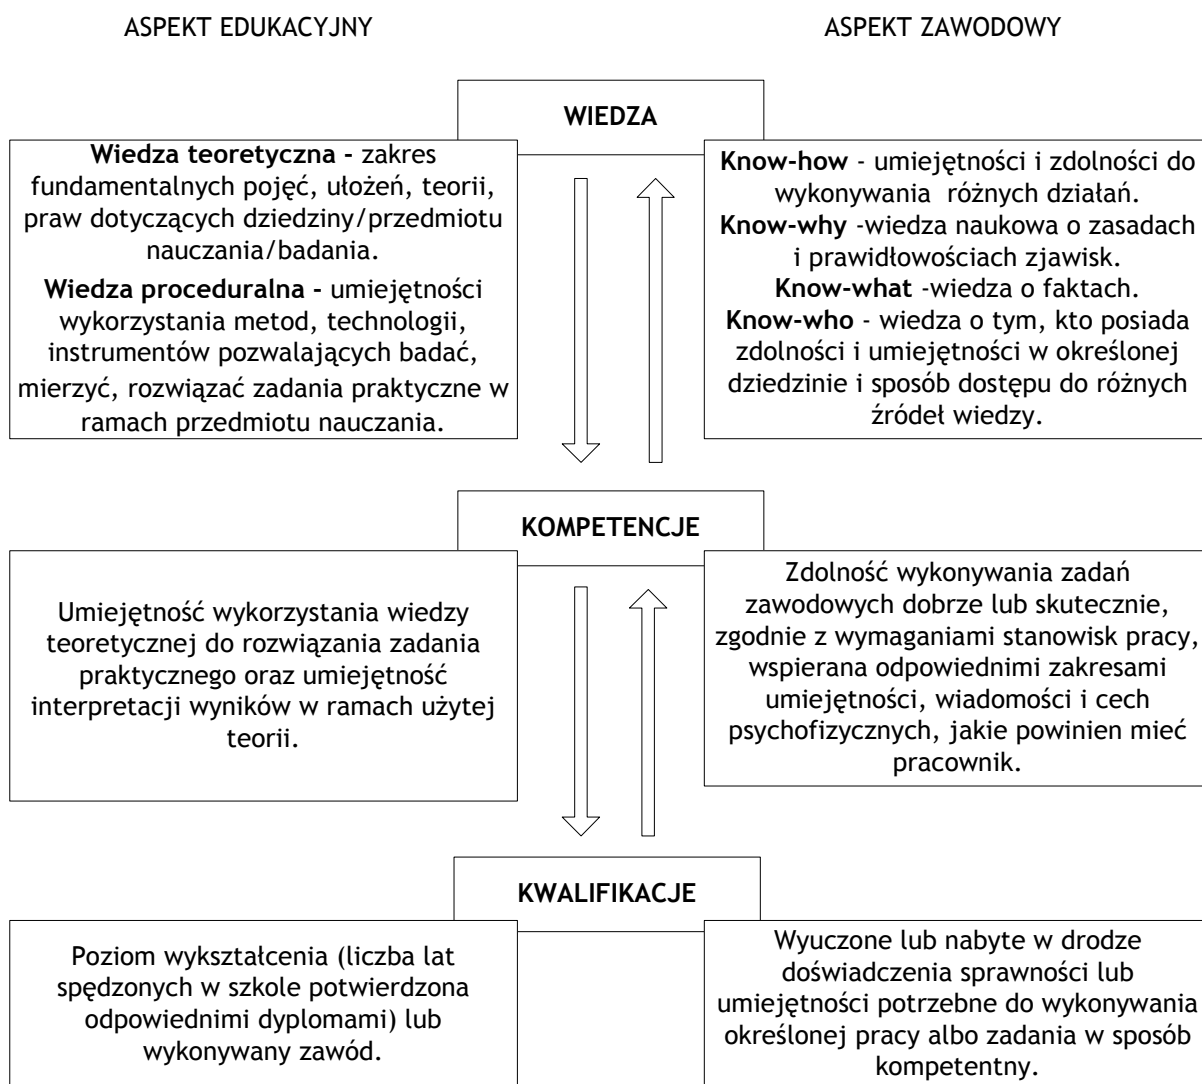 ASPEKT EDUKACYJNY
ASPEKT ZAWODOWY
WIEDZA
Wiedza teoretyczna - zakres
fundamentalnych pojęć, ułożeń, teorii,
praw dotyczących dziedziny/przedmiotu
nauczania/badania.
Wiedza proceduralna - umiejętności
wykorzystania metod, technologii,
instrumentów pozwalających badać,
mierzyć, rozwiązać zadania praktyczne w
ramach przedmiotu nauczania.
Know-how - umiejętności i zdolności do
wykonywania różnych działań.
Know-why -wiedza naukowa o zasadach
i prawidłowościach zjawisk.
Know-what -wiedza o faktach.
Know-who - wiedza o tym, kto posiada
zdolności i umiejętności w określonej
dziedzinie i sposób dostępu do różnych
źródeł wiedzy.
KOMPETENCJE
Umiejętność wykorzystania wiedzy
teoretycznej do rozwiązania zadania
praktycznego oraz umiejętność
interpretacji wyników w ramach użytej
teorii.
Zdolność wykonywania zadań
zawodowych dobrze lub skutecznie,
zgodnie z wymaganiami stanowisk pracy,
wspierana odpowiednimi zakresami
umiejętności, wiadomości i cech
psychofizycznych, jakie powinien mieć
pracownik.
KWALIFIKACJE
Poziom wykształcenia (liczba lat
spędzonych w szkole potwierdzona
odpowiednimi dyplomami) lub
wykonywany zawód.
Wyuczone lub nabyte w drodze
doświadczenia sprawności lub
umiejętności potrzebne do wykonywania
określonej pracy albo zadania w sposób
kompetentny.